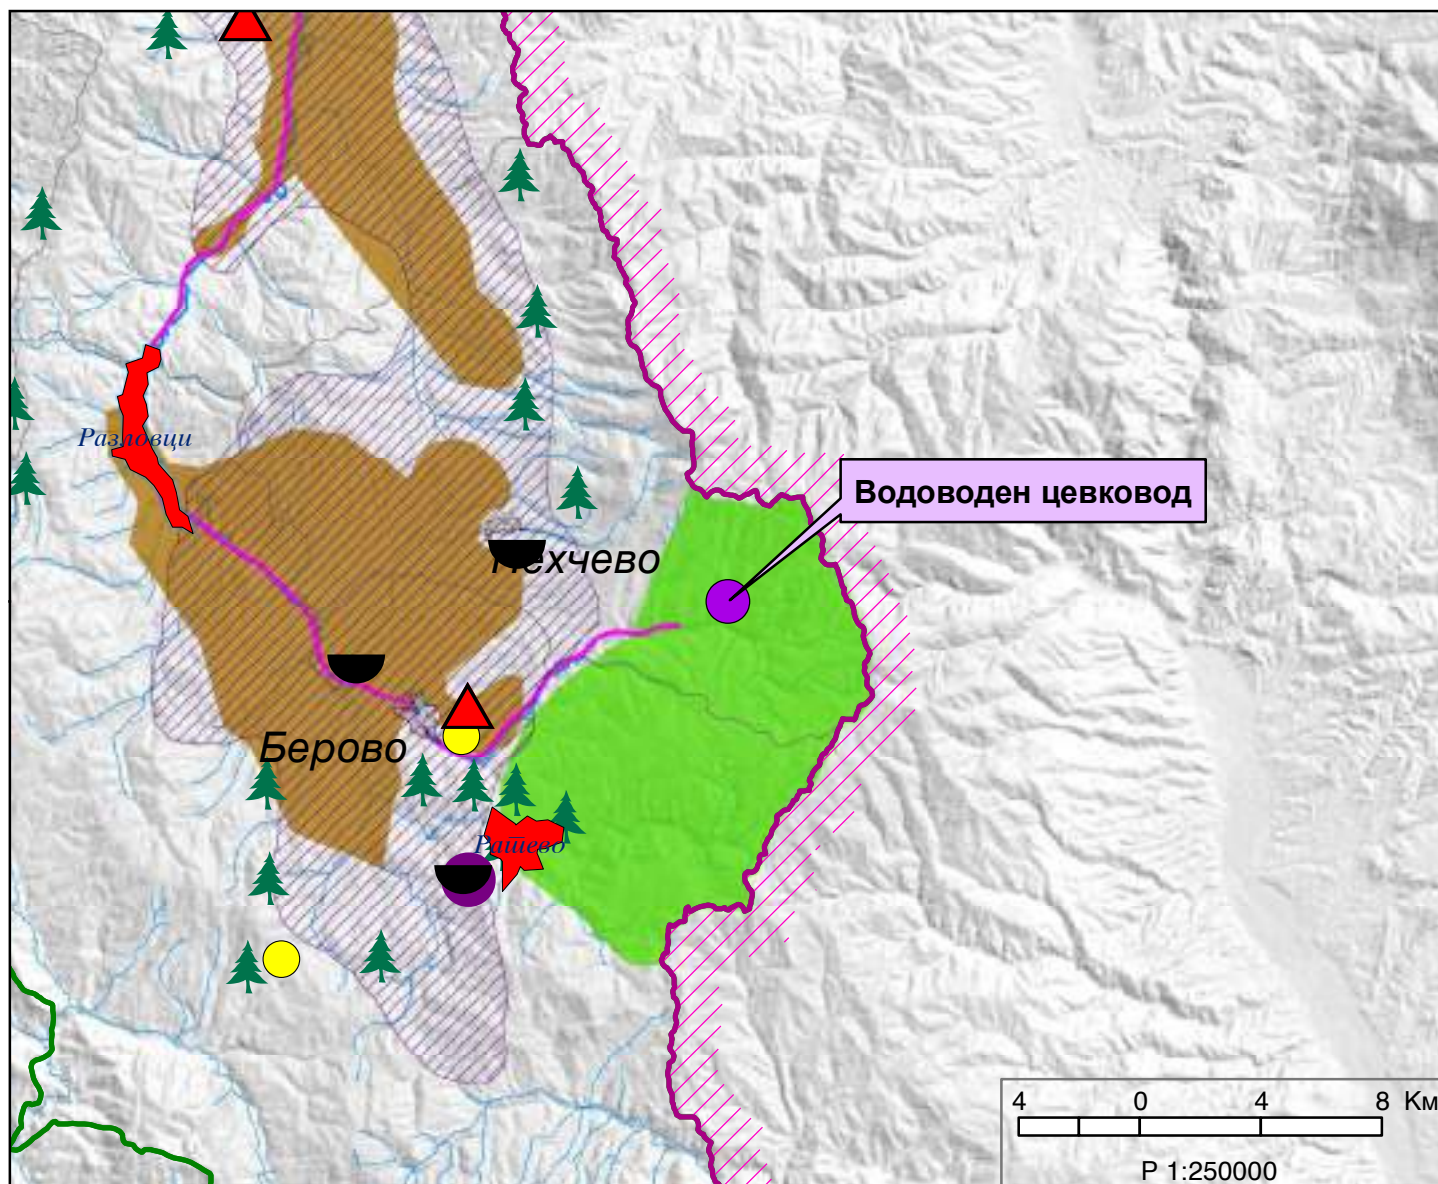 Разловци
Водоводен цевковод
Пехчево
Берово
Рашево
4 0 4 8 Км
Р 1:250000